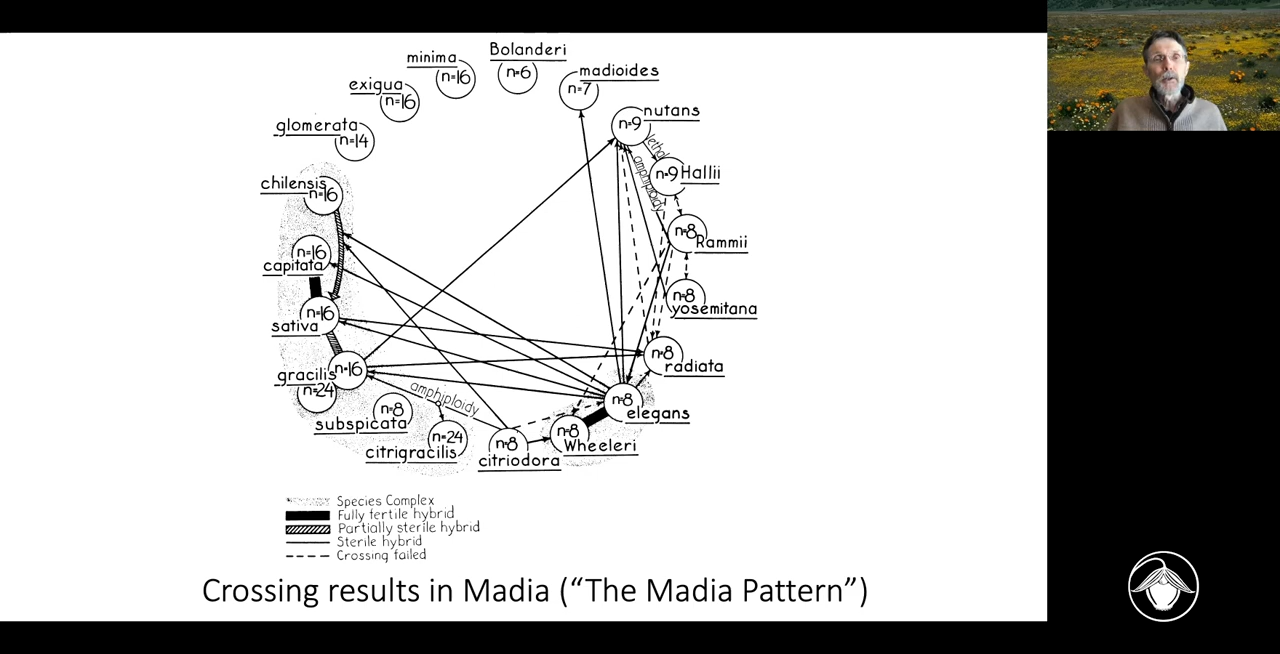 Bolanderi
n=6
minima
n=16
madioides
n=7
exigua
n=16
nutans
n=9
glomerata
n=14
lethal
amphiploidy
n=9 Hallii
chilensis
n=16
n=8
Rammii
n=16
capitata
n=8
yosemitana
n=16
sativa
n=8
radiata
gracilis
n=16
n=24
amphiploidy
n=8
elegans
n=8
subspicata
n=24
citrigracilis
n=8
citriodora
n=8
Wheeleri
Species Complex
Fully fertile hybrid
Partially sterile hybrid
Sterile hybrid
Crossing failed
Crossing results in Madia (“The Madia Pattern”)